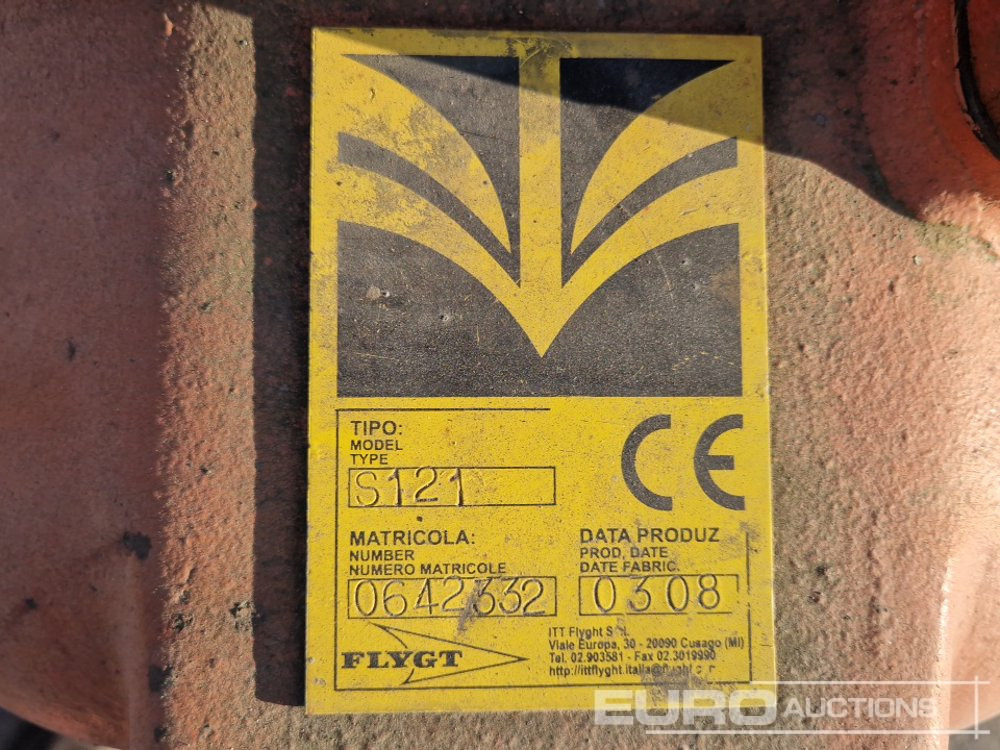 TIPO:
MODEL
TYPE
S121
CE
MATRICOLA:
NUMBER
NUMERO MATRICOLE
0642332
DATA PRODUZ
PROD. DATE
DATE FABRIC.
0308
FLYGT
ITT Flyght S.r.l.
Viale Europa, 30 - 20090 Cusago (MI)
Tel. 02.903581 - Fax 02.3019990
EURO AUCTIONS